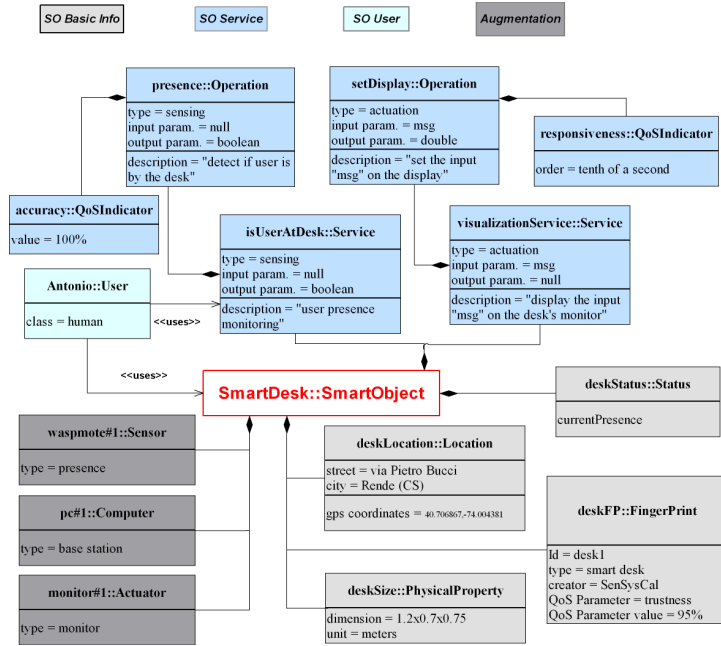 SO Basic Info
SO Service
SO User
Augmentation
presence::Operation
type = sensing
input param. = null
output param. = boolean
description = "detect if user is
by the desk"
setDisplay::Operation
type = actuation
input param. = msg
output param. = double
description = "set the input
"msg" on the display"
responsiveness::QoSIndicator
order = tenth of a second
accuracy::QoSIndicator
value = 100%
isUserAtDesk::Service
type = sensing
input param. = null
output param. = boolean
description = "user presence
monitoring"
visualizationService::Service
type = actuation
input param. = msg
output param. = null
description = "display the input
"msg" on the desk's monitor"
Antonio::User
class = human
<<uses>>
<<uses>>
SmartDesk::SmartObject
deskStatus::Status
currentPresence
waspmote#1::Sensor
type = presence
deskLocation::Location
street = via Pietro Bucci
city = Rende (CS)
gps coordinates = 40.706867,-74.004381
pc#1::Computer
type = base station
deskFP::FingerPrint
Id = desk1
type = smart desk
creator = SenSysCal
QoS Parameter = trustness
QoS Parameter value = 95%
monitor#1::Actuator
type = monitor
deskSize::PhysicalProperty
dimension = 1.2x0.7x0.75
unit = meters